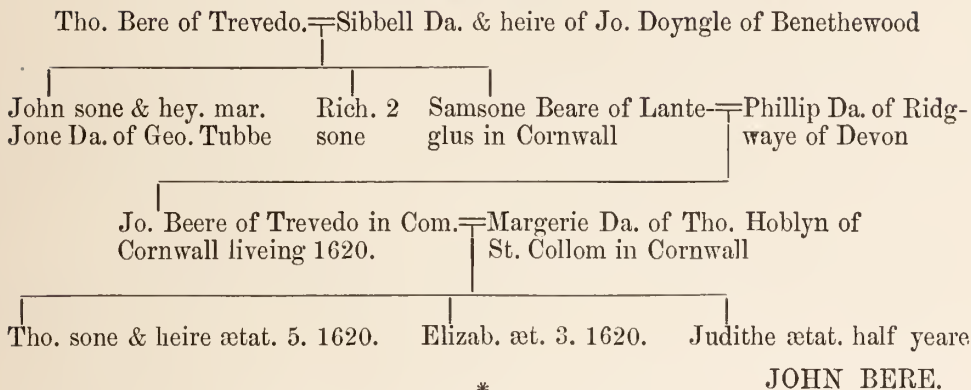 Tho. Bere of Trevedo.=Sibbell Da. & heire of Jo. Doyngle of Benethewood
John sone & hey. mar.
Jone Da. of Geo. Tubbe
Rich. 2
sone
Samsone Beare of Lante-
glus in Cornwall
=Phillip Da. of Ridg-
waye of Devon
Jo. Beere of Trevedo in Com.
Cornwall liveing 1620.
=Margerie Da. of Tho. Hoblyn of
St. Collom in Cornwall
Tho. sone & heire ætat. 5. 1620.
Elizab. æt. 3. 1620.
Judithe ætat. half yeare
JOHN BERE.
*